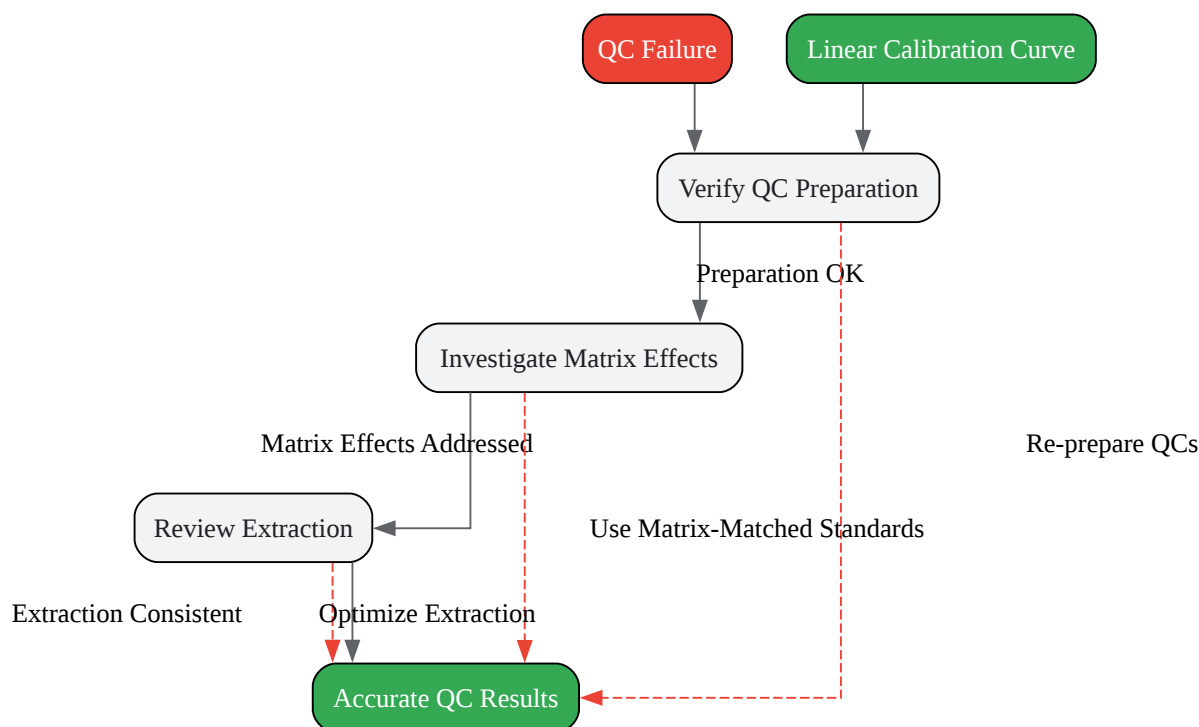 QC Failure
Linear Calibration Curve
Verify QC Preparation
Preparation OK
Investigate Matrix Effects
Matrix Effects Addressed
Re-prepare QCs
Review Extraction
Use Matrix-Matched Standards
Extraction Consistent
Optimize Extraction
Accurate QC Results